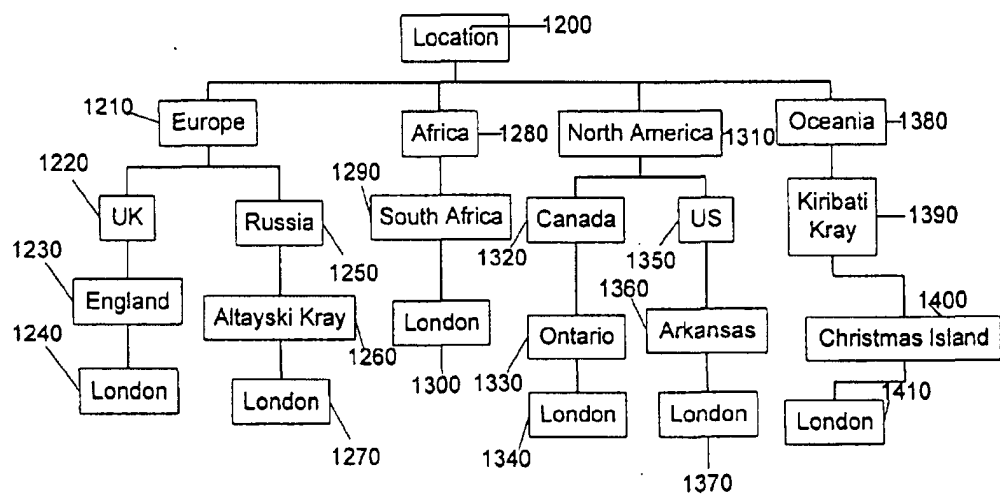 Location 1200
1210 Europe
Africa 1280
North America 1310
Oceania 1380
1220 UK
Russia 1250
1290 South Africa
Canada 1320
US 1350
Kiribati
Kray 1390
1230 England
Altayski Kray 1260
London 1300
Ontario 1330
1360 Arkansas
1400
Christmas Island
1240 London
London 1270
London 1340
London 1370
London 1410